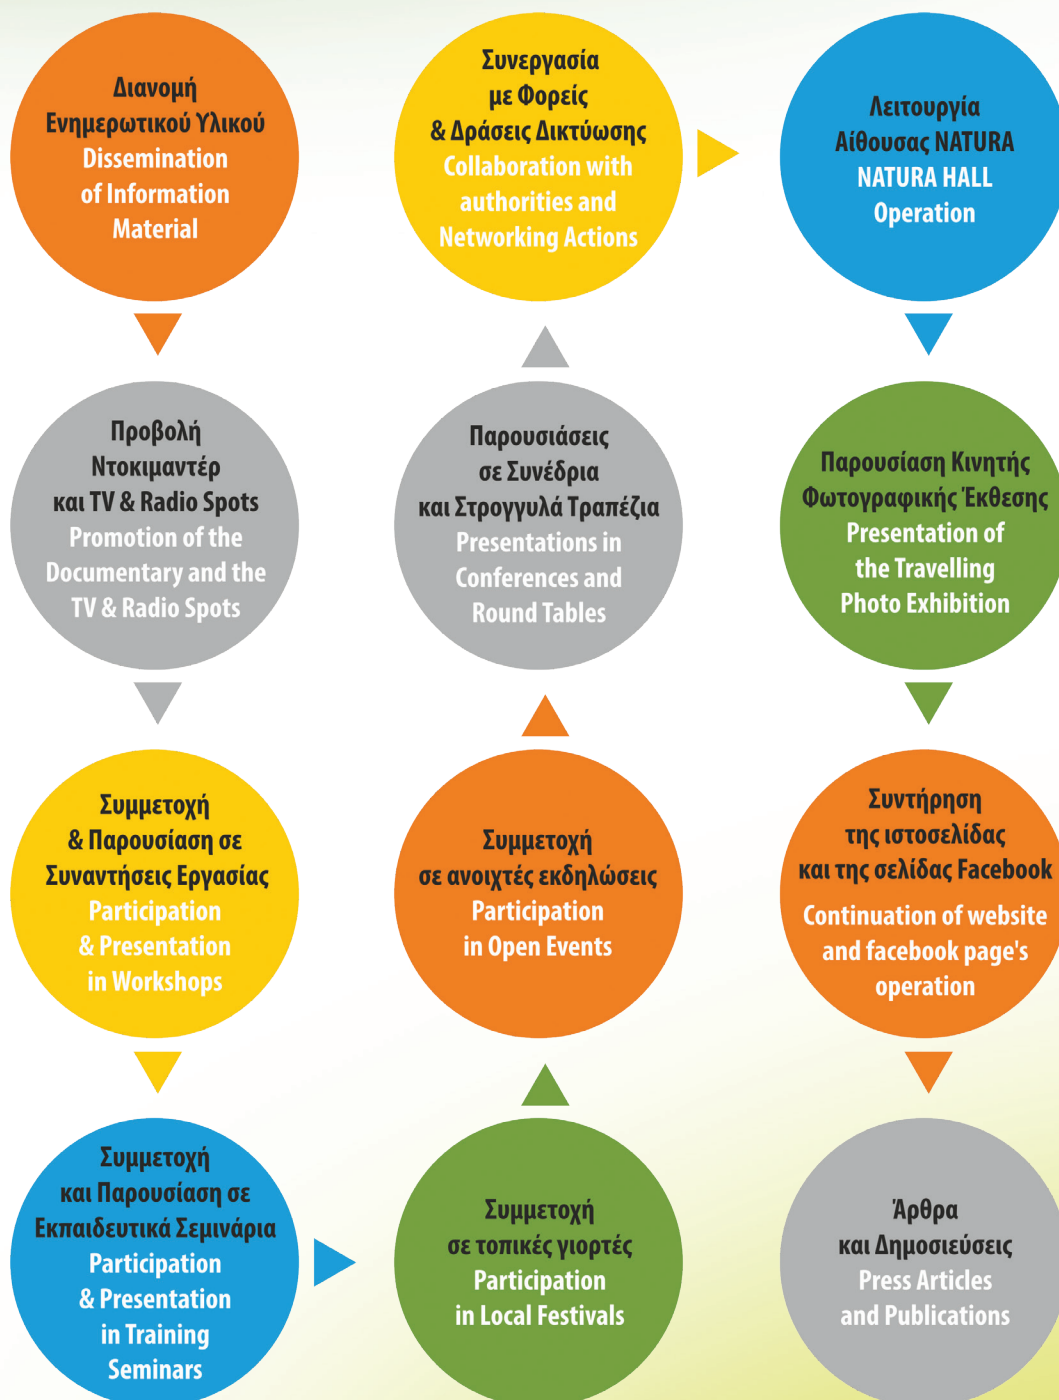 Διανομή
Ενημερωτικού Υλικού
Dissemination
of Information
Material
Προβολή
Ντοκιμαντέρ
και TV & Radio Spots
Promotion of the
Documentary and the
TV & Radio Spots
Συμμετοχή
& Παρουσίαση σε
Συναντήσεις Εργασίας
Participation
& Presentation
in Workshops
Συμμετοχή
και Παρουσίαση σε
Εκπαιδευτικά Σεμινάρια
Participation
& Presentation
in Training
Seminars
Συμμετοχή
σε τοπικές γιορτές
Participation
in Local Festivals
Συμμετοχή
σε ανοιχτές εκδηλώσεις
Participation
in Open Events
Παρουσιάσεις
σε Συνέδρια
και Στρογγυλά Τραπέζια
Presentations in
Conferences and
Round Tables
Συνεργασία
με Φορείς
& Δράσεις Δικτύωσης
Collaboration with
authorities and
Networking Actions
Λειτουργία
Αίθουσας NATURA
NATURA HALL
Operation
Παρουσίαση Κινητής
Φωτογραφικής Έκθεσης
Presentation of
the Travelling
Photo Exhibition
Συντήρηση
της ιστοσελίδας
και της σελίδας Facebook
Continuation of website
and facebook page's
operation
Άρθρα
και Δημοσιεύσεις
Press Articles
and Publications